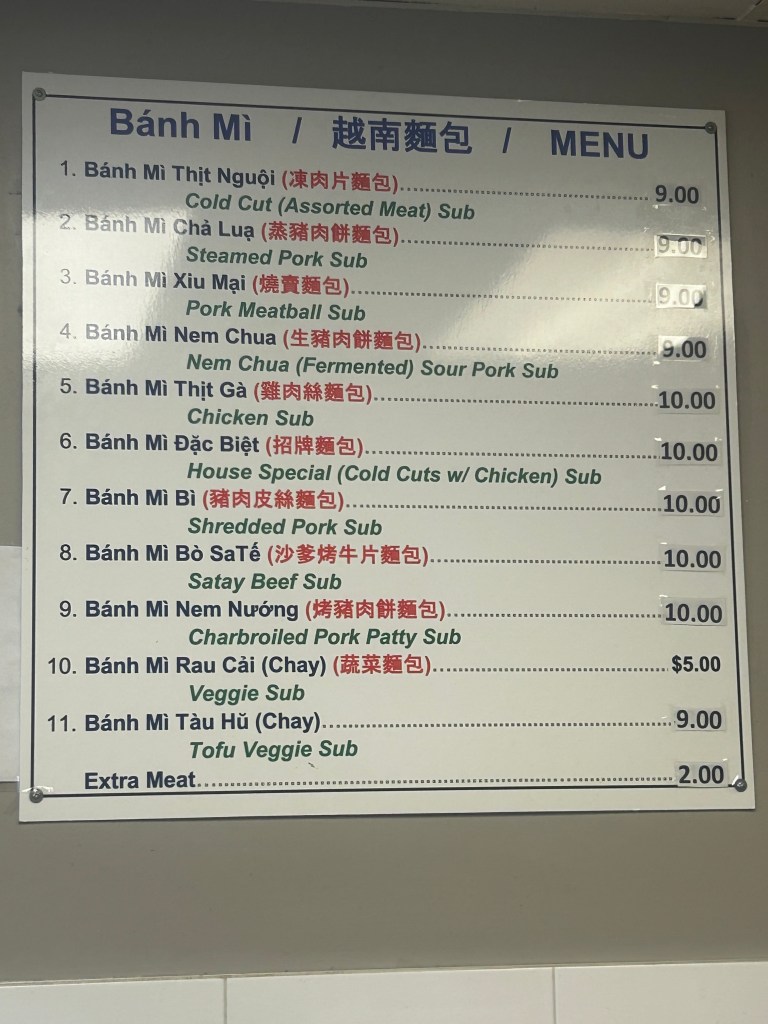 Bánh Mì / 越南麵包 / MENU
1. Bánh Mì Thịt Nguội (凍肉片麵包)........................................ 9.00
Cold Cut (Assorted Meat) Sub
2. Bánh Mì Chả Luạ (蒸豬肉餅麵包)........................................ 9.00
Steamed Pork Sub
3. Bánh Mì Xiu Mại (燒賣麵包)........................................ 9.00
Pork Meatball Sub
4. Bánh Mì Nem Chua (生豬肉餅麵包)........................................ 9.00
Nem Chua (Fermented) Sour Pork Sub
5. Bánh Mì Thịt Gà (雞肉絲麵包)........................................ 10.00
Chicken Sub
6. Bánh Mì Đặc Biệt (招牌麵包)........................................ 10.00
House Special (Cold Cuts w/ Chicken) Sub
7. Bánh Mì Bì (豬肉皮絲麵包)........................................ 10.00
Shredded Pork Sub
8. Bánh Mì Bò SaTế (沙爹烤牛片麵包)........................................ 10.00
Satay Beef Sub
9. Bánh Mì Nem Nướng (烤豬肉餅麵包)........................................ 10.00
Charbroiled Pork Patty Sub
10. Bánh Mì Rau Cải (Chay) (蔬菜麵包)........................................ $5.00
Veggie Sub
11. Bánh Mì Tàu Hŭ (Chay)........................................ 9.00
Tofu Veggie Sub
Extra Meat........................................ 2.00